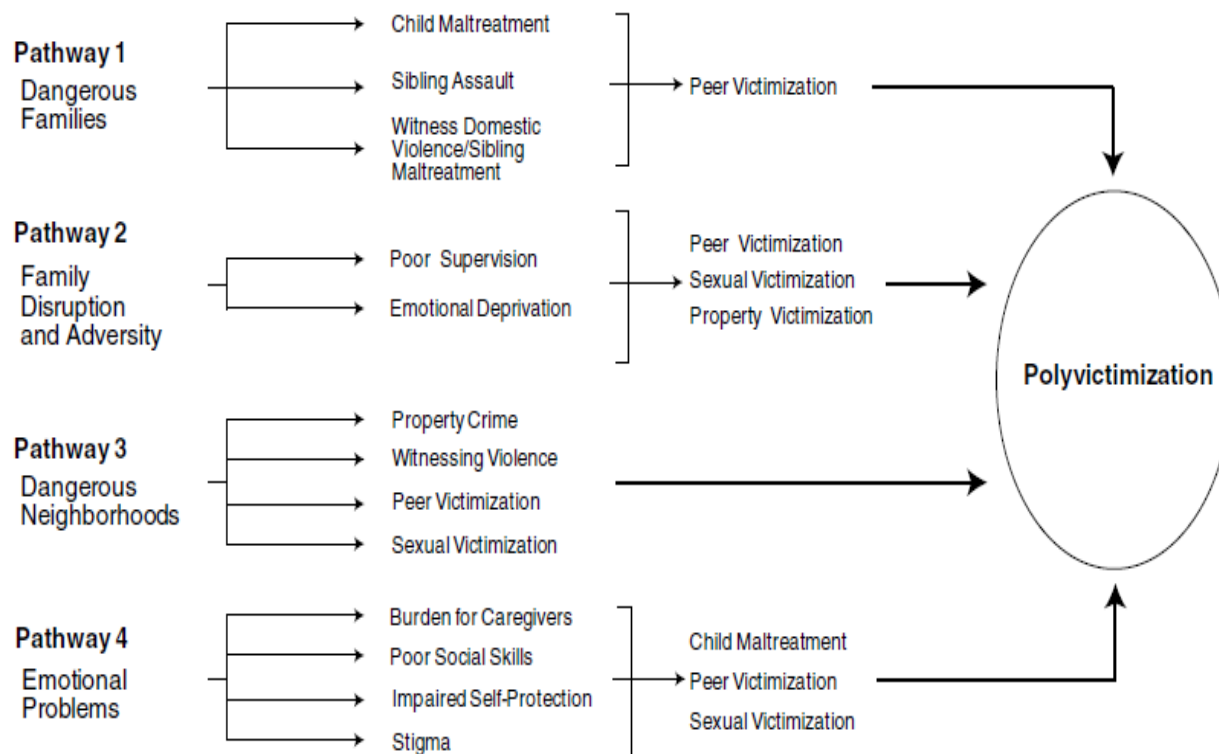 Pathway 1
Dangerous
Families
Child Maltreatment
Sibling Assault
Witness Domestic
Violence/Sibling
Maltreatment
Peer Victimization
Pathway 2
Family
Disruption
and Adversity
Poor Supervision
Emotional Deprivation
Peer Victimization
Sexual Victimization
Property Victimization
Polyvictimization
Pathway 3
Dangerous
Neighborhoods
Property Crime
Witnessing Violence
Peer Victimization
Sexual Victimization
Pathway 4
Emotional
Problems
Burden for Caregivers
Poor Social Skills
Impaired Self-Protection
Stigma
Child Maltreatment
Peer Victimization
Sexual Victimization